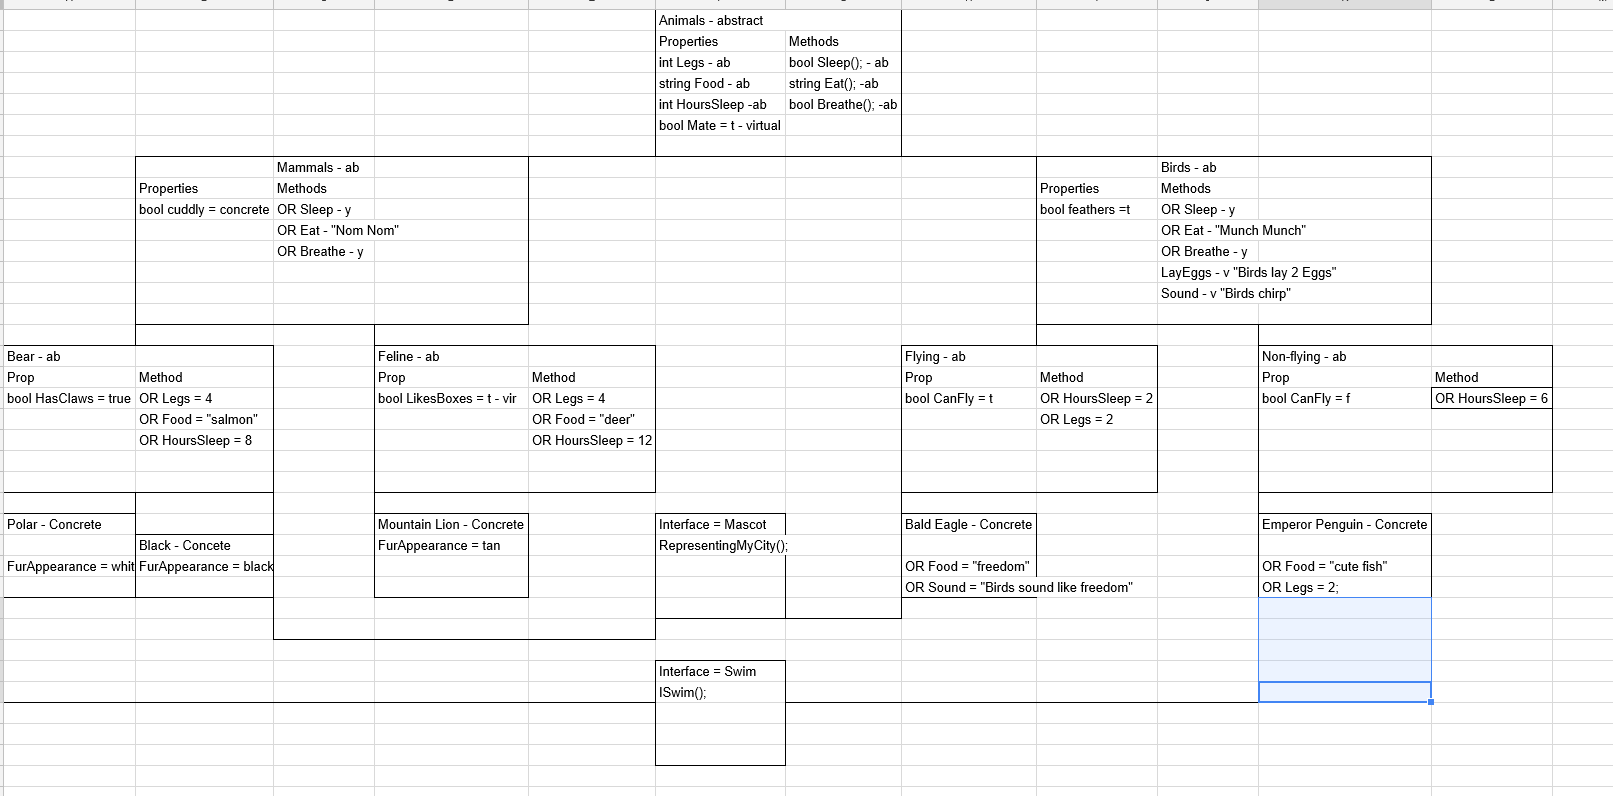 Animals - abstract
Properties Methods
int Legs - ab bool Sleep(); - ab
string Food - ab string Eat(); -ab
int HoursSleep -ab bool Breathe(); -ab
bool Mate = t - virtual
Mammals - ab
Properties Methods
bool cuddly = concrete OR Sleep - y
OR Eat - "Nom Nom"
OR Breathe - y
Birds - ab
Properties Methods
bool feathers =t OR Sleep - y
OR Eat - "Munch Munch"
OR Breathe - y
LayEggs - v "Birds lay 2 Eggs"
Sound - v "Birds chirp"
Bear - ab
Prop Method
bool HasClaws = true OR Legs = 4
OR Food = "salmon"
OR HoursSleep = 8
Feline - ab
Prop Method
bool LikesBoxes = t - vir OR Legs = 4
OR Food = "deer"
OR HoursSleep = 12
Flying - ab
Prop Method
bool CanFly = t OR HoursSleep = 2
OR Legs = 2
Non-flying - ab
Prop Method
bool CanFly = f OR HoursSleep = 6
Polar - Concrete
FurAppearance = whit
Black - Concete
FurAppearance = black
Mountain Lion - Concrete
FurAppearance = tan
Interface = Mascot
RepresentingMyCity();
Bald Eagle - Concrete
OR Food = "freedom"
OR Sound = "Birds sound like freedom"
Emperor Penguin - Concrete
OR Food = "cute fish"
OR Legs = 2;
Interface = Swim
ISwim();